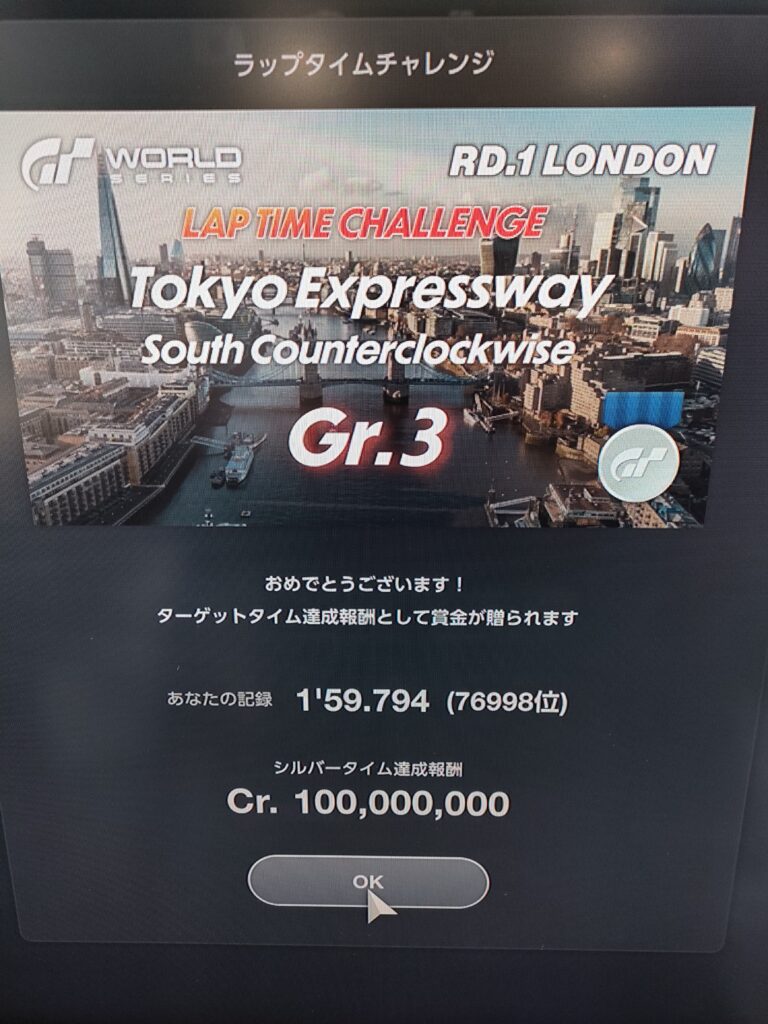 ラップタイムチャレンジ
GT WORLD SERIES
RD.1 LONDON
LAP TIME CHALLENGE
Tokyo Expressway
South Counterclockwise
Gr.3
GT
おめでとうございます！
ターゲットタイム達成報酬として賞金が贈られます
あなたの記録 1'59.794 (76998位)
シルバータイム達成報酬
Cr. 100,000,000
OK